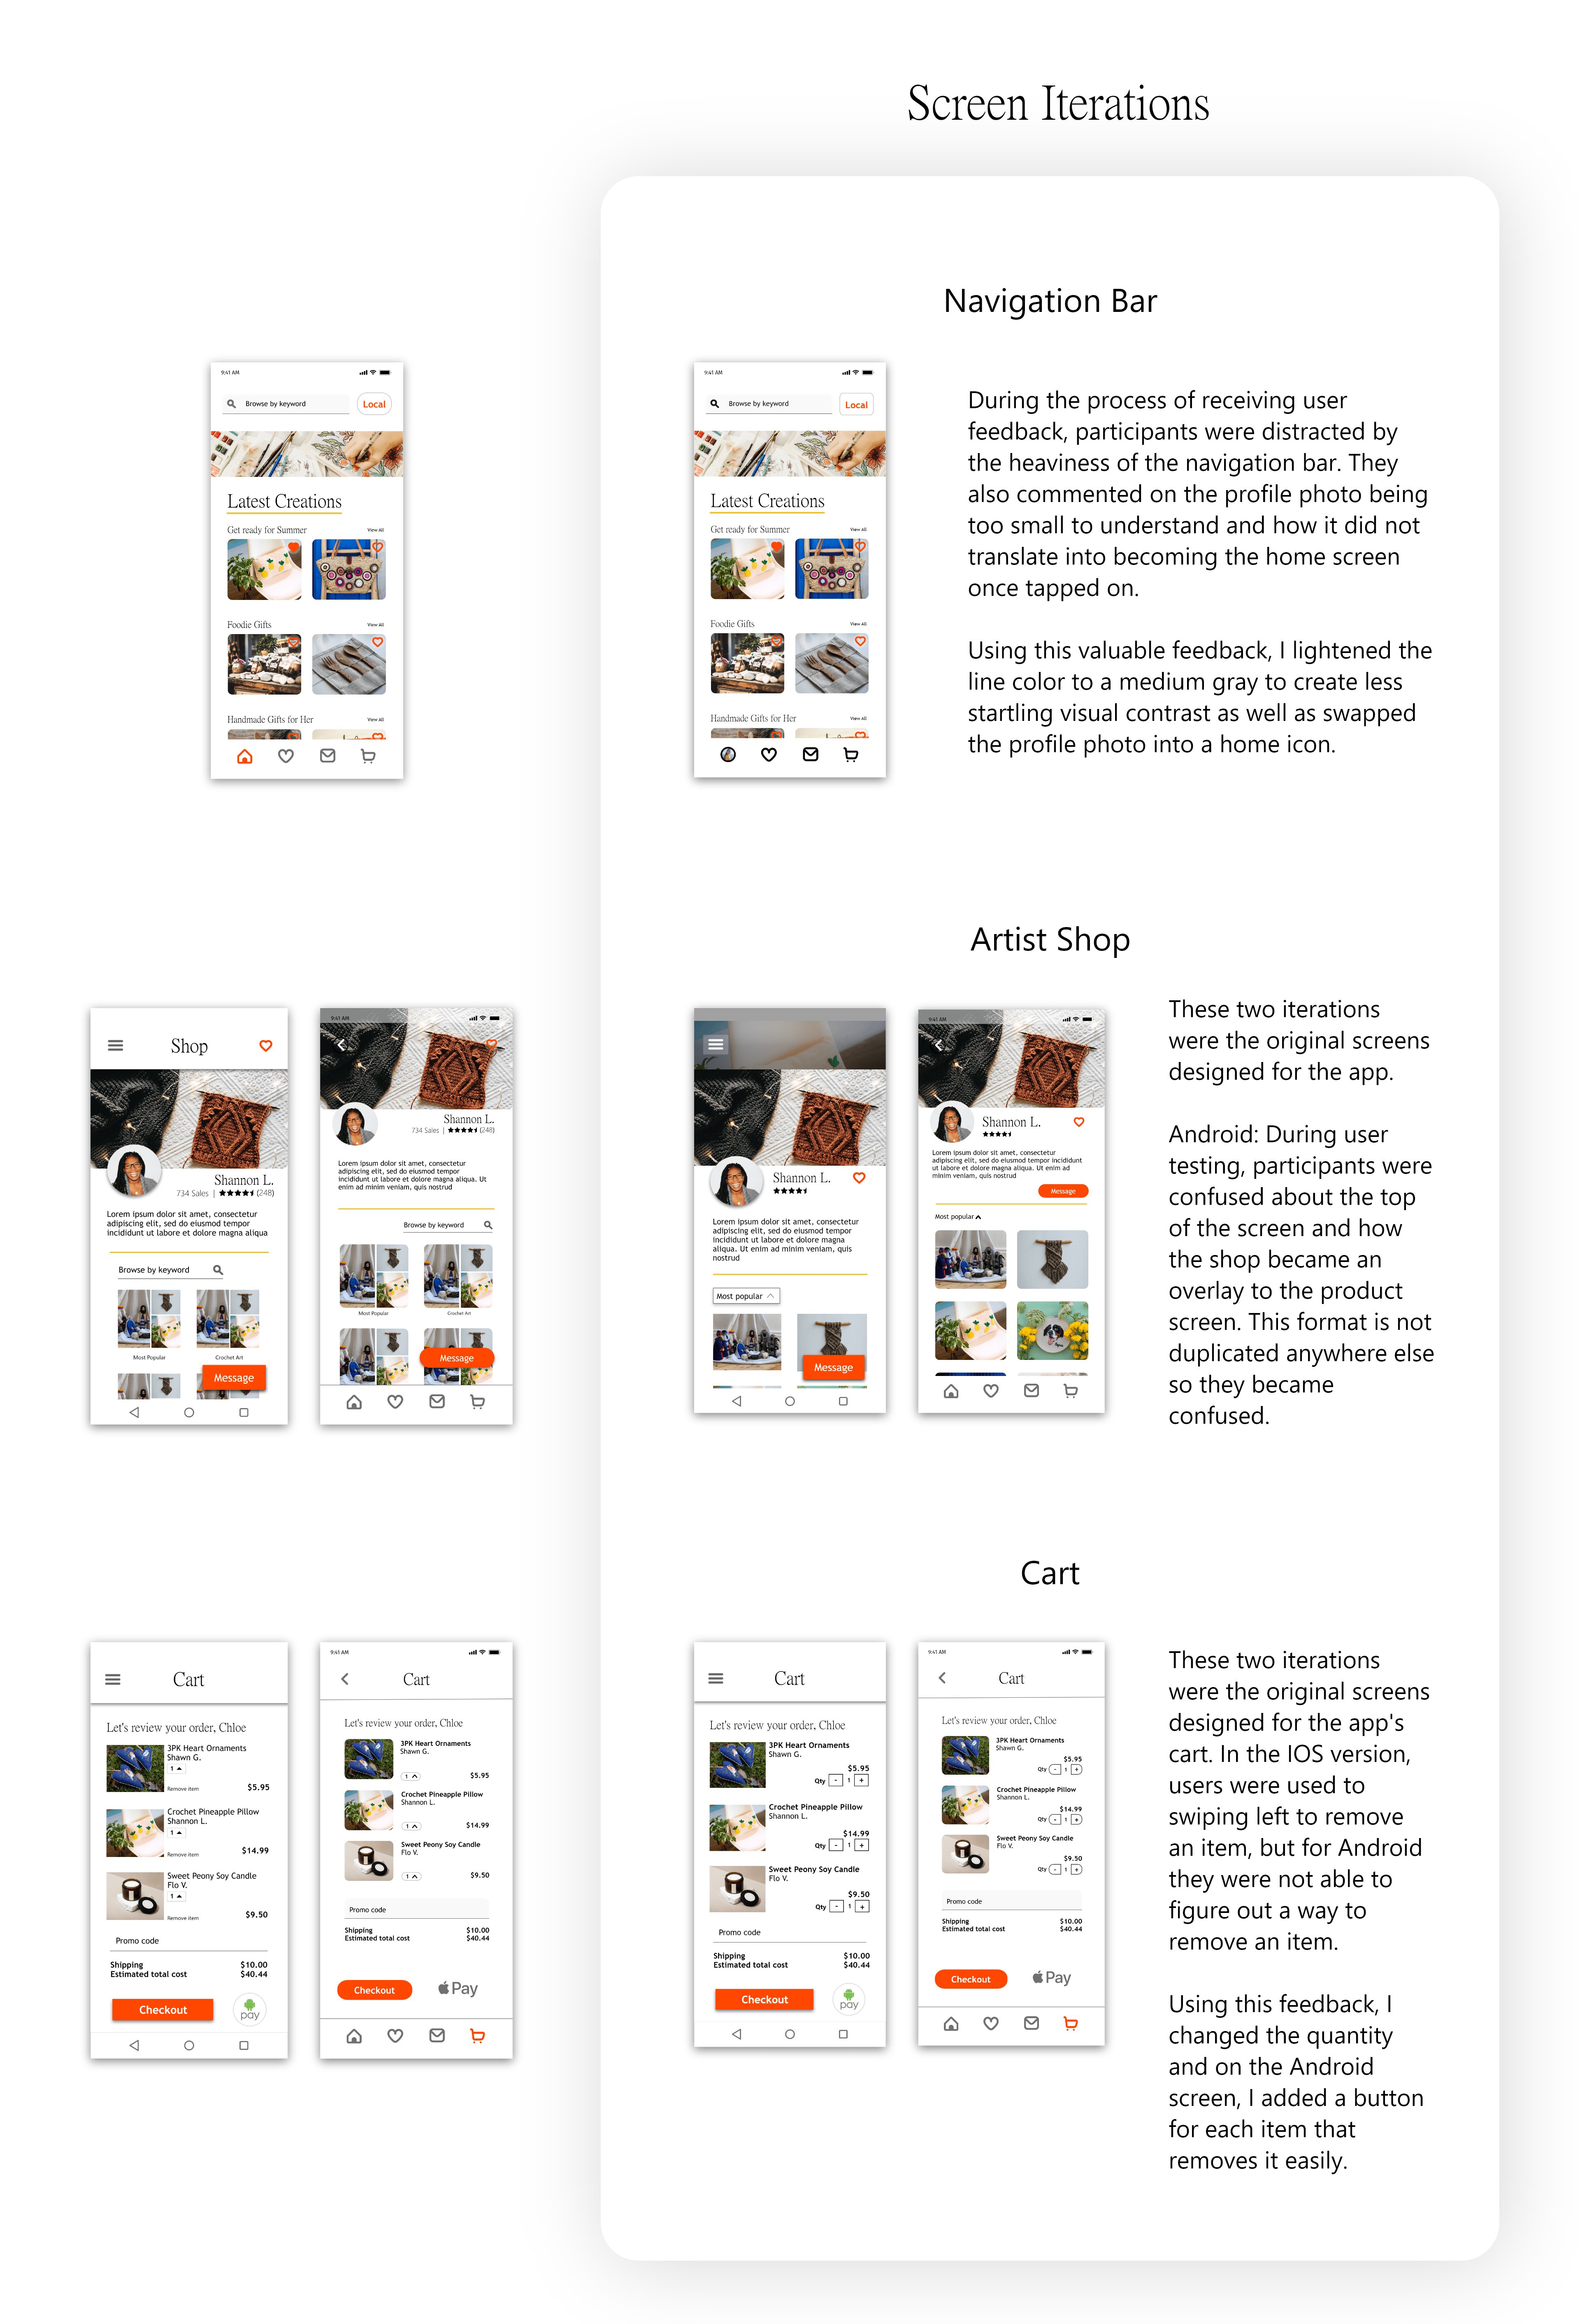 Screen Iterations
Navigation Bar
9:41 AM
Browse by keyword
Local
Latest Creations
Get ready for Summer
View All
Foodie Gifts
View All
Handmade Gifts for Her
View All
9:41 AM
Browse by keyword
Local
Latest Creations
Get ready for Summer
View All
Foodie Gifts
View All
Handmade Gifts for Her
View All
During the process of receiving user
feedback, participants were distracted by
the heaviness of the navigation bar. They
also commented on the profile photo being
too small to understand and how it did not
translate into becoming the home screen
once tapped on.
Using this valuable feedback, I lightened the
line color to a medium gray to create less
startling visual contrast as well as swapped
the profile photo into a home icon.
Artist Shop
Shop
Shannon L.
734 Sales | (248)
Lorem ipsum dolor sit amet, consectetur
adipiscing elit, sed do eiusmod tempor
incididunt ut labore et dolore magna aliqua
Browse by keyword
Most Popular
Crochet Art
Message
9:41 AM
Shannon L.
734 Sales | (248)
Lorem ipsum dolor sit amet, consectetur
adipiscing elit, sed do eiusmod tempor
incididunt ut labore et dolore magna aliqua. Ut
enim ad minim veniam, quis nostrud
Browse by keyword
Most Popular
Crochet Art
Message
Shannon L.
Lorem ipsum dolor sit amet, consectetur
adipiscing elit, sed do eiusmod tempor
incididunt ut labore et dolore magna
aliqua. Ut enim ad minim veniam, quis
nostrud
Most popular
Message
9:41 AM
Shannon L.
Lorem ipsum dolor sit amet, consectetur
adipiscing elit, sed do eiusmod tempor incididunt
ut labore et dolore magna aliqua. Ut enim ad
minim veniam, quis nostrud
Message
Most popular
These two iterations
were the original screens
designed for the app.
Android: During user
testing, participants were
confused about the top
of the screen and how
the shop became an
overlay to the product
screen. This format is not
duplicated anywhere else
so they became
confused.
Cart
Cart
Let's review your order, Chloe
3PK Heart Ornaments
Shawn G.
1
Remove item
$5.95
Crochet Pineapple Pillow
Shannon L.
1
Remove item
$14.99
Sweet Peony Soy Candle
Flo V.
1
Remove item
$9.50
Promo code
Shipping $10.00
Estimated total cost $40.44
Checkout
pay
9:41 AM
Cart
Let's review your order, Chloe
3PK Heart Ornaments
Shawn G.
1
$5.95
Crochet Pineapple Pillow
Shannon L.
1
$14.99
Sweet Peony Soy Candle
Flo V.
1
$9.50
Promo code
Shipping $10.00
Estimated total cost $40.44
Checkout
Pay
Cart
Let's review your order, Chloe
3PK Heart Ornaments
Shawn G.
$5.95
Qty - 1 +
Crochet Pineapple Pillow
Shannon L.
$14.99
Qty - 1 +
Sweet Peony Soy Candle
Flo V.
$9.50
Qty - 1 +
Promo code
Shipping $10.00
Estimated total cost $40.44
Checkout
pay
9:41 AM
Cart
Let's review your order, Chloe
3PK Heart Ornaments
Shawn G.
$5.95
Qty - 1 +
Crochet Pineapple Pillow
Shannon L.
$14.99
Qty - 1 +
Sweet Peony Soy Candle
Flo V.
$9.50
Qty - 1 +
Promo code
Shipping $10.00
Estimated total cost $40.44
Checkout
Pay
These two iterations
were the original screens
designed for the app's
cart. In the IOS version,
users were used to
swiping left to remove
an item, but for Android
they were not able to
figure out a way to
remove an item.
Using this feedback, I
changed the quantity
and on the Android
screen, I added a button
for each item that
removes it easily.